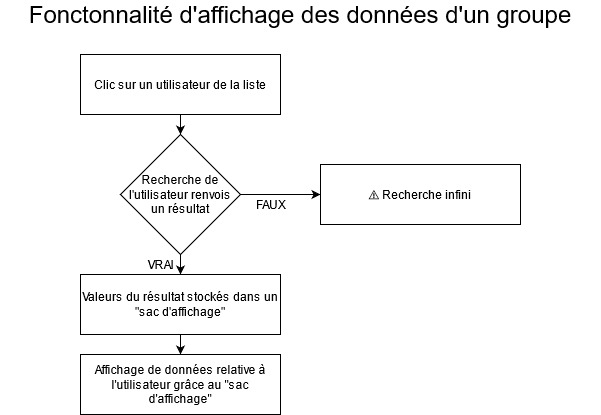 Fonctonnalité d'affichage des données d'un groupe
Clic sur un utilisateur de la liste
Recherche de
l'utilisateur renvois
un résultat
FAUX
⚠ Recherche infini
VRAI
Valeurs du résultat stockés dans un
"sac d'affichage"
Affichage de données relative à
l'utilisateur grâce au "sac
d'affichage"